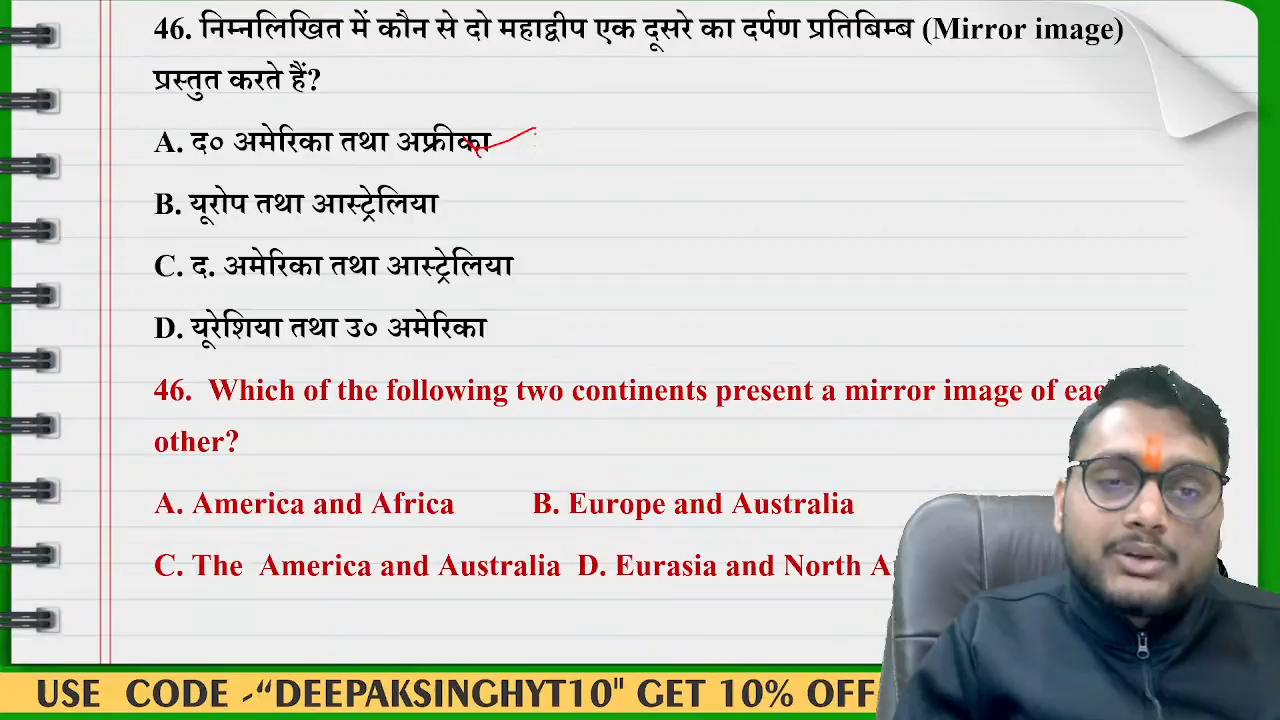 46. निम्नलिखित में कौन से दो महाद्वीप एक दूसरे का दर्पण प्रतिबिम्ब (Mirror image)
प्रस्तुत करते हैं?
A. द० अमेरिका तथा अफ्रीका
B. यूरोप तथा आस्ट्रेलिया
C. द. अमेरिका तथा आस्ट्रेलिया
D. यूरेशिया तथा उ० अमेरिका
46. Which of the following two continents present a mirror image of
other?
A. America and Africa B. Europe and Australia
C. The America and Australia D. Eurasia and North
USE CODE -“DEEPAKSINGHYT10" GET 10% OFF